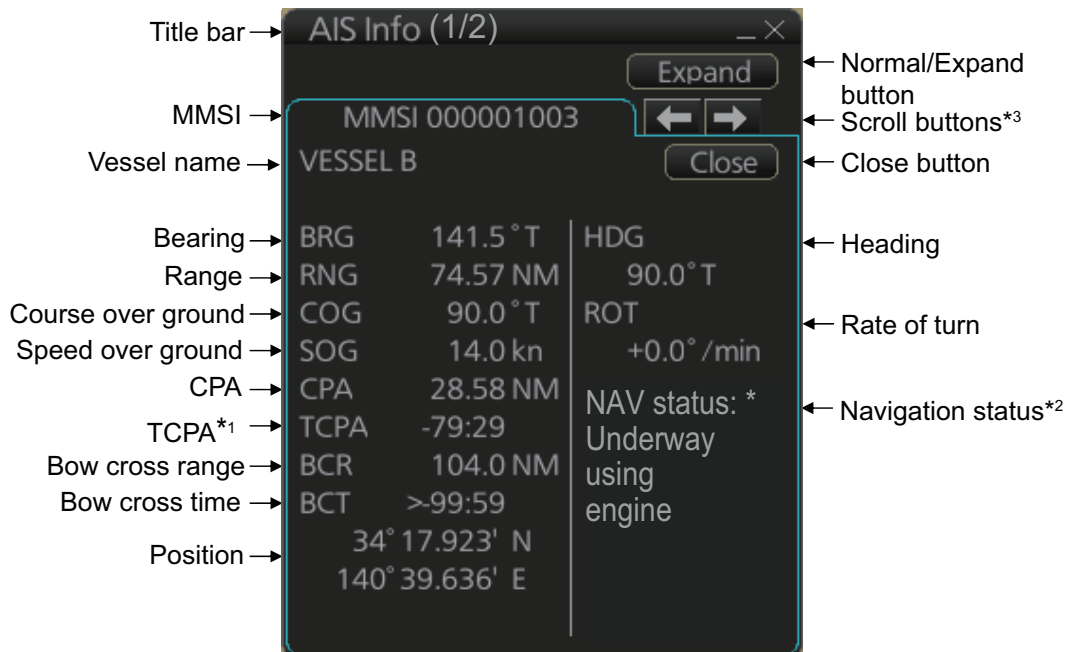 Title bar
AIS Info (1/2)
Expand
Normal/Expand
button
MMSI
MMSI 000001003
Scroll buttons*3
Vessel name
VESSEL B
Close
Close button
Bearing
BRG 141.5°T
HDG
Heading
Range
RNG 74.57 NM
90.0°T
Course over ground
COG 90.0°T
ROT
Rate of turn
Speed over ground
SOG 14.0 kn
+0.0°/min
CPA
CPA 28.58 NM
NAV status: *
Underway
using
engine
Navigation status*2
TCPA*1
TCPA -79:29
Bow cross range
BCR 104.0 NM
Bow cross time
BCT >-99:59
Position
34°17.923' N
140°39.636' E